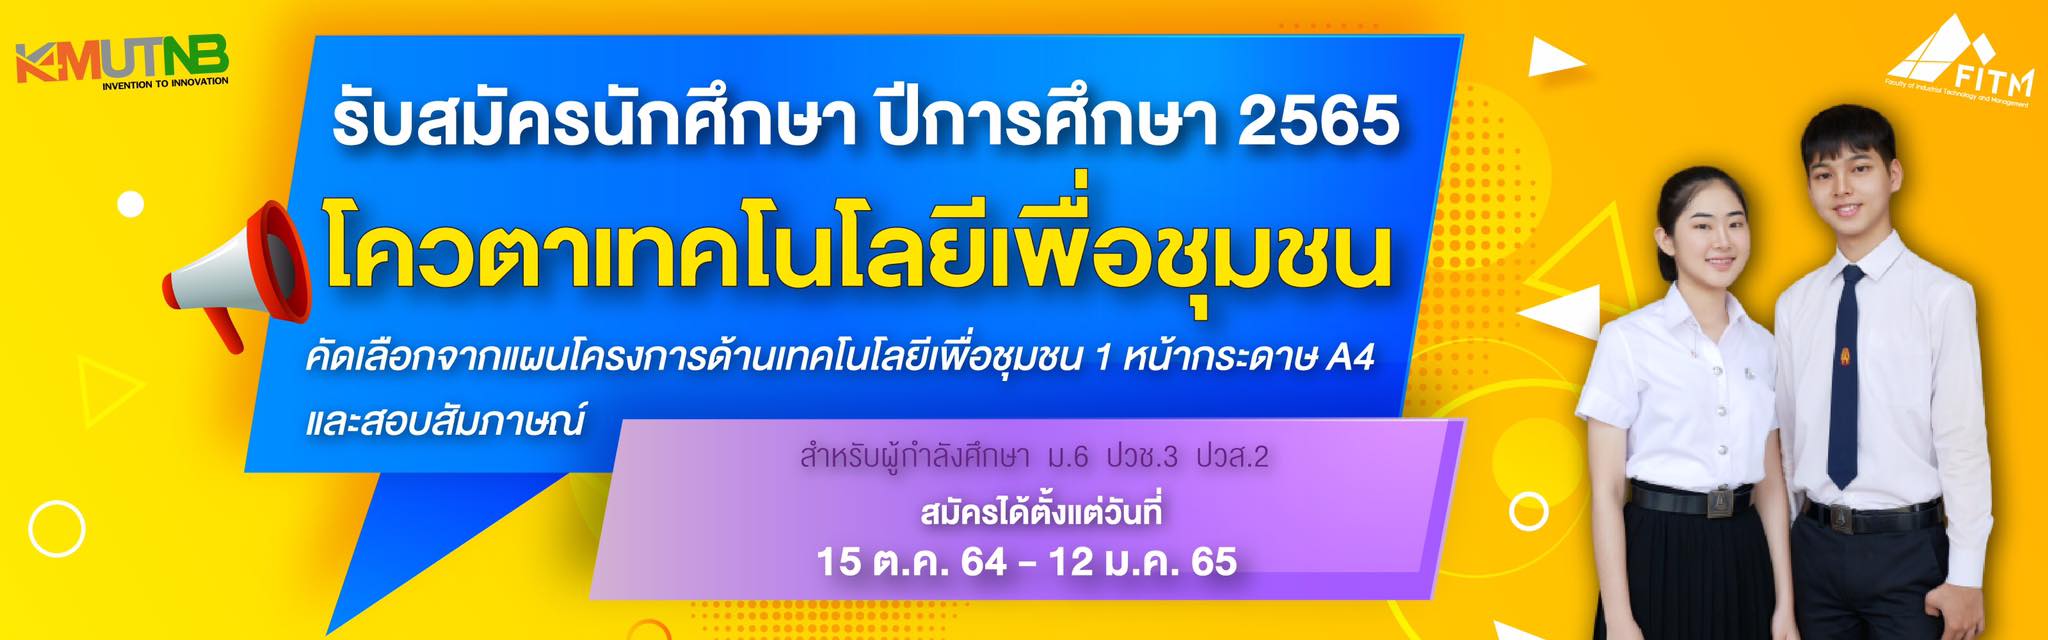 K4MUTNB
INVENTION TO INNOVATION
FITM
Faculty of Industrial Technology and Management
รับสมัครนักศึกษา ปีการศึกษา 2565
โควตาเทคโนโลยีเพื่อชุมชน
คัดเลือกจากแผนโครงการด้านเทคโนโลยีเพื่อชุมชน 1 หน้ากระดาษ A4
และสอบสัมภาษณ์
สำหรับผู้กำลังศึกษา ม.6 ปวช.3 ปวส.2
สมัครได้ตั้งแต่วันที่
15 ต.ค. 64 - 12 ม.ค. 65